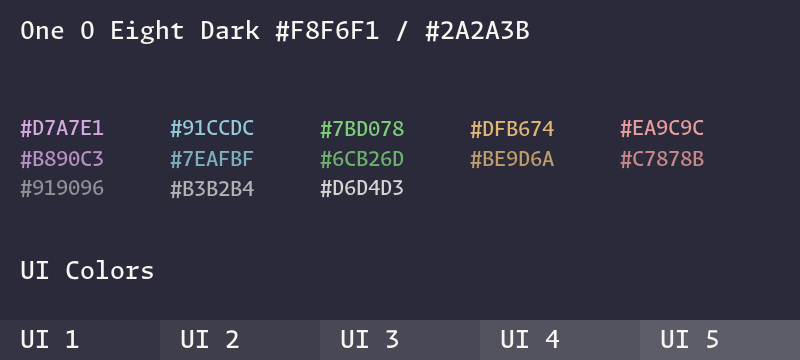 One O Eight Dark #F8F6F1 / #2A2A3B
#D7A7E1 #91CCDC #7BD078 #DFB674 #EA9C9C
#B890C3 #7EAFBF #6CB26D #BE9D6A #C7878B
#919096 #B3B2B4 #D6D4D3
UI Colors
UI 1 UI 2 UI 3 UI 4 UI 5